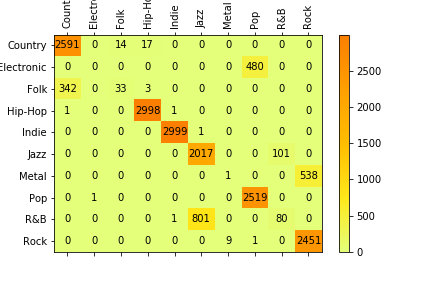 Count Electro Folk Hip-Ho Indie Jazz Metal Pop R&B Rock
Country 2591 0 14 17 0 0 0 0 0 0
Electronic 0 0 0 0 0 0 0 480 0 0
Folk 342 0 33 3 0 0 0 0 0 0
Hip-Hop 1 0 0 2998 1 0 0 0 0 0
Indie 0 0 0 0 2999 1 0 0 0 0
Jazz 0 0 0 0 0 2017 0 0 101 0
Metal 0 0 0 0 0 0 1 0 0 538
Pop 0 1 0 0 0 0 0 2519 0 0
R&B 0 0 0 0 1 801 0 0 80 0
Rock 0 0 0 0 0 0 9 1 0 2451
2500
2000
1500
1000
500
0